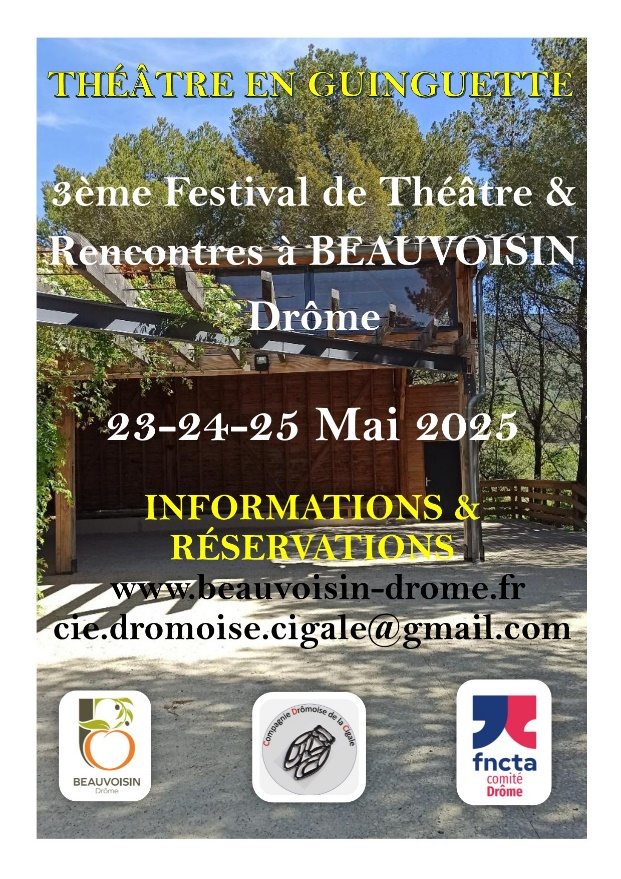 THÉÂTRE EN GUINGUETTE
3ème Festival de Théâtre &
Rencontres à BEAUVOISIN
Drôme
23-24-25 Mai 2025
INFORMATIONS &
RÉSERVATIONS
www.beauvoisin-drome.fr
cie.dromoise.cigale@gmail.com
BEAUVOISIN
Drôme
Compagnie Drômoise de la Cigale
fncta
comité
Drôme